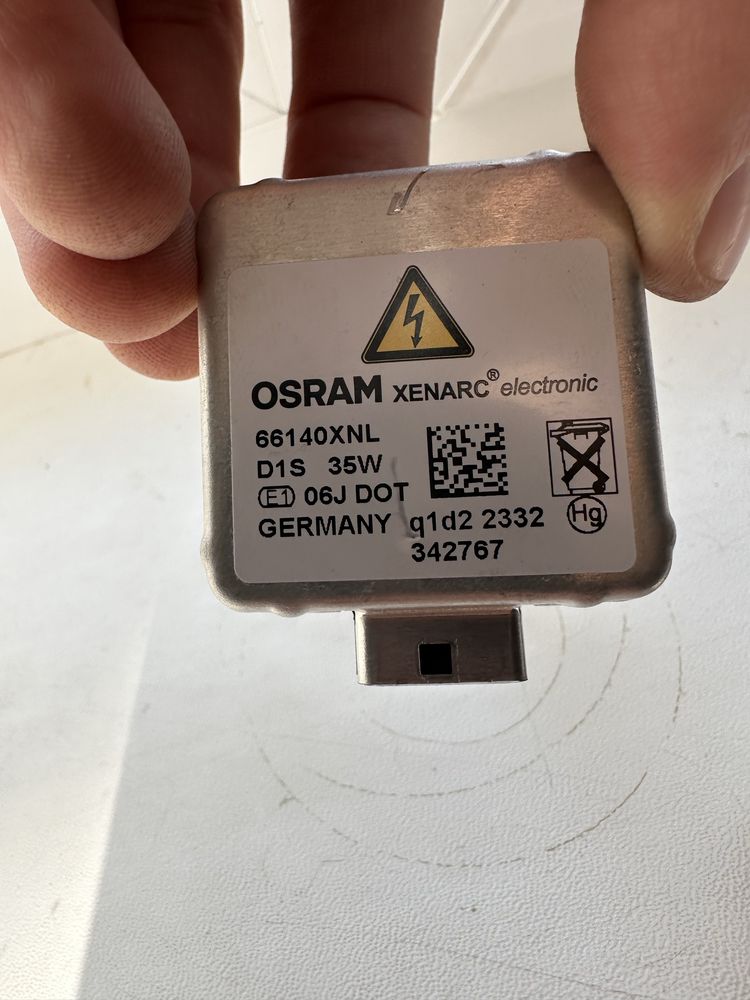 OSRAM XENARC® electronic
66140XNL
D1S 35W
E1 06J DOT
GERMANY q1d2 2332
342767
Hg